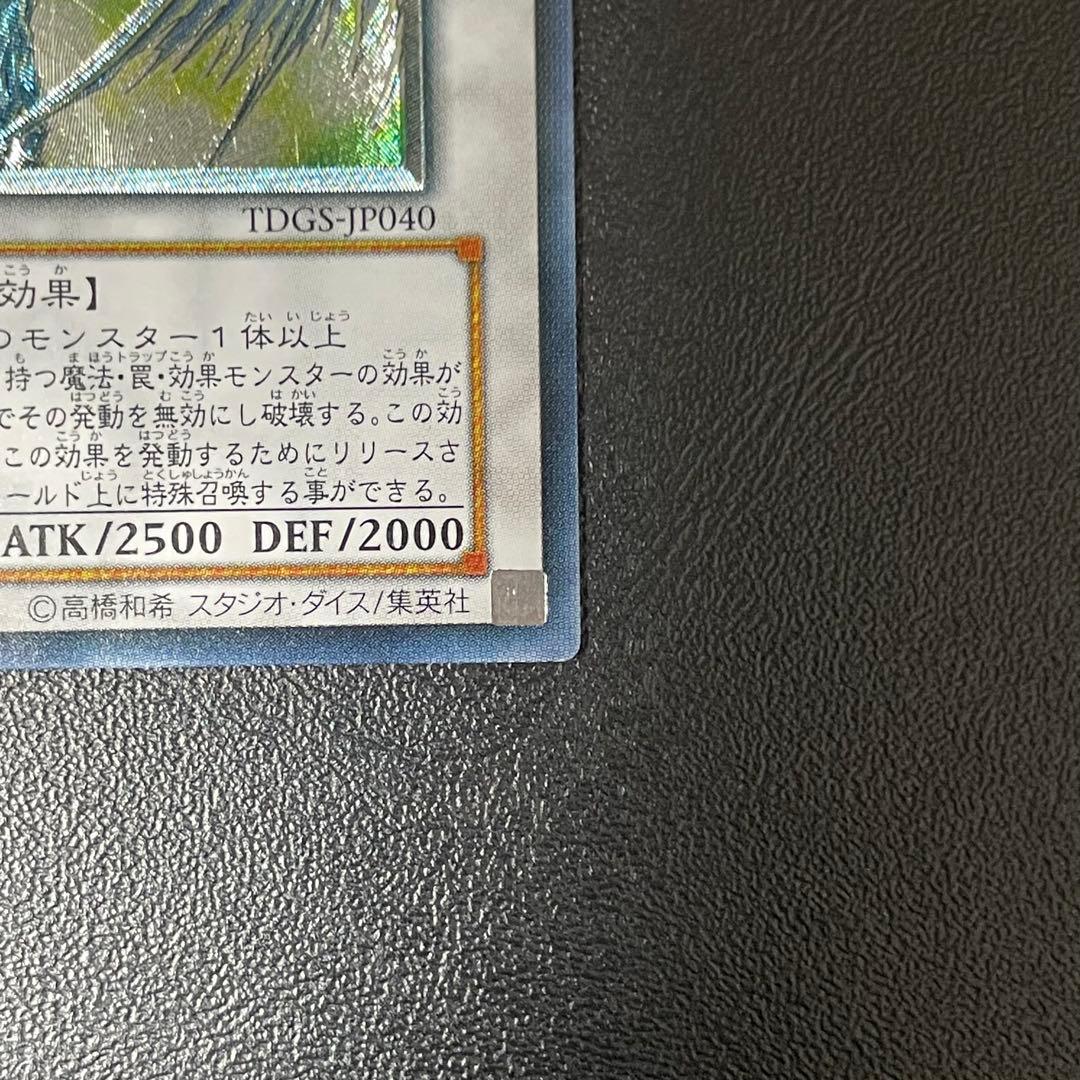 TDGS-JP040
効果】
のモンスター1体以上
持つ魔法・罠・効果モンスターの効果が
でその発動を無効にし破壊する。この効
この効果を発動するためにリリースさ
ールド上に特殊召喚する事ができる。
ATK/2500 DEF/2000
©高橋和希 スタジオ・ダイス/集英社